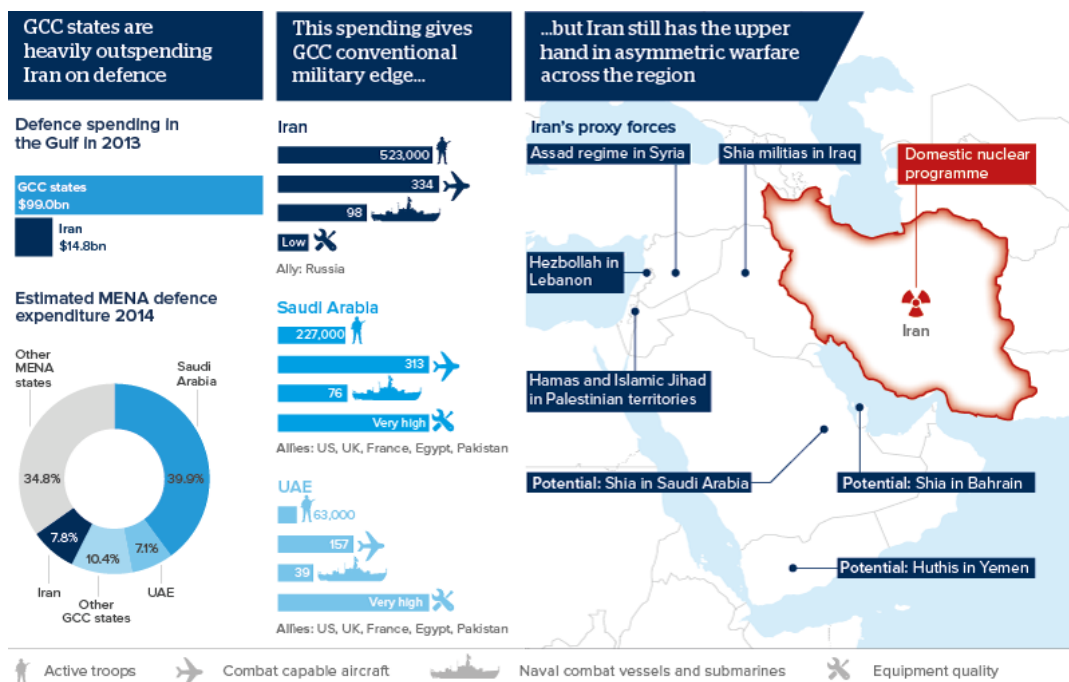 GCC states are
heavily outspending
Iran on defence
Defence spending in
the Gulf in 2013
GCC states
$99.0bn
Iran
$14.8bn
Estimated MENA defence
expenditure 2014
Other
MENA
states
Saudi
Arabia
34.8%
39.9%
7.8%
10.4%
7.1%
Iran
Other
GCC states
UAE
This spending gives
GCC conventional
military edge...
Iran
523,000
334
98
Low
Ally: Russia
Saudi Arabia
227,000
313
76
Very high
Allies: US, UK, France, Egypt, Pakistan
UAE
63,000
157
39
Very high
Allies: US, UK, France, Egypt, Pakistan
...but Iran still has the upper
hand in asymmetric warfare
across the region
Iran's proxy forces
Assad regime in Syria
Shia militias in Iraq
Domestic nuclear
programme
Hezbollah in
Lebanon
Iran
Hamas and Islamic Jihad
in Palestinian territories
Potential: Shia in Saudi Arabia
Potential: Shia in Bahrain
Potential: Huthis in Yemen
Active troops
Combat capable aircraft
Naval combat vessels and submarines
Equipment quality